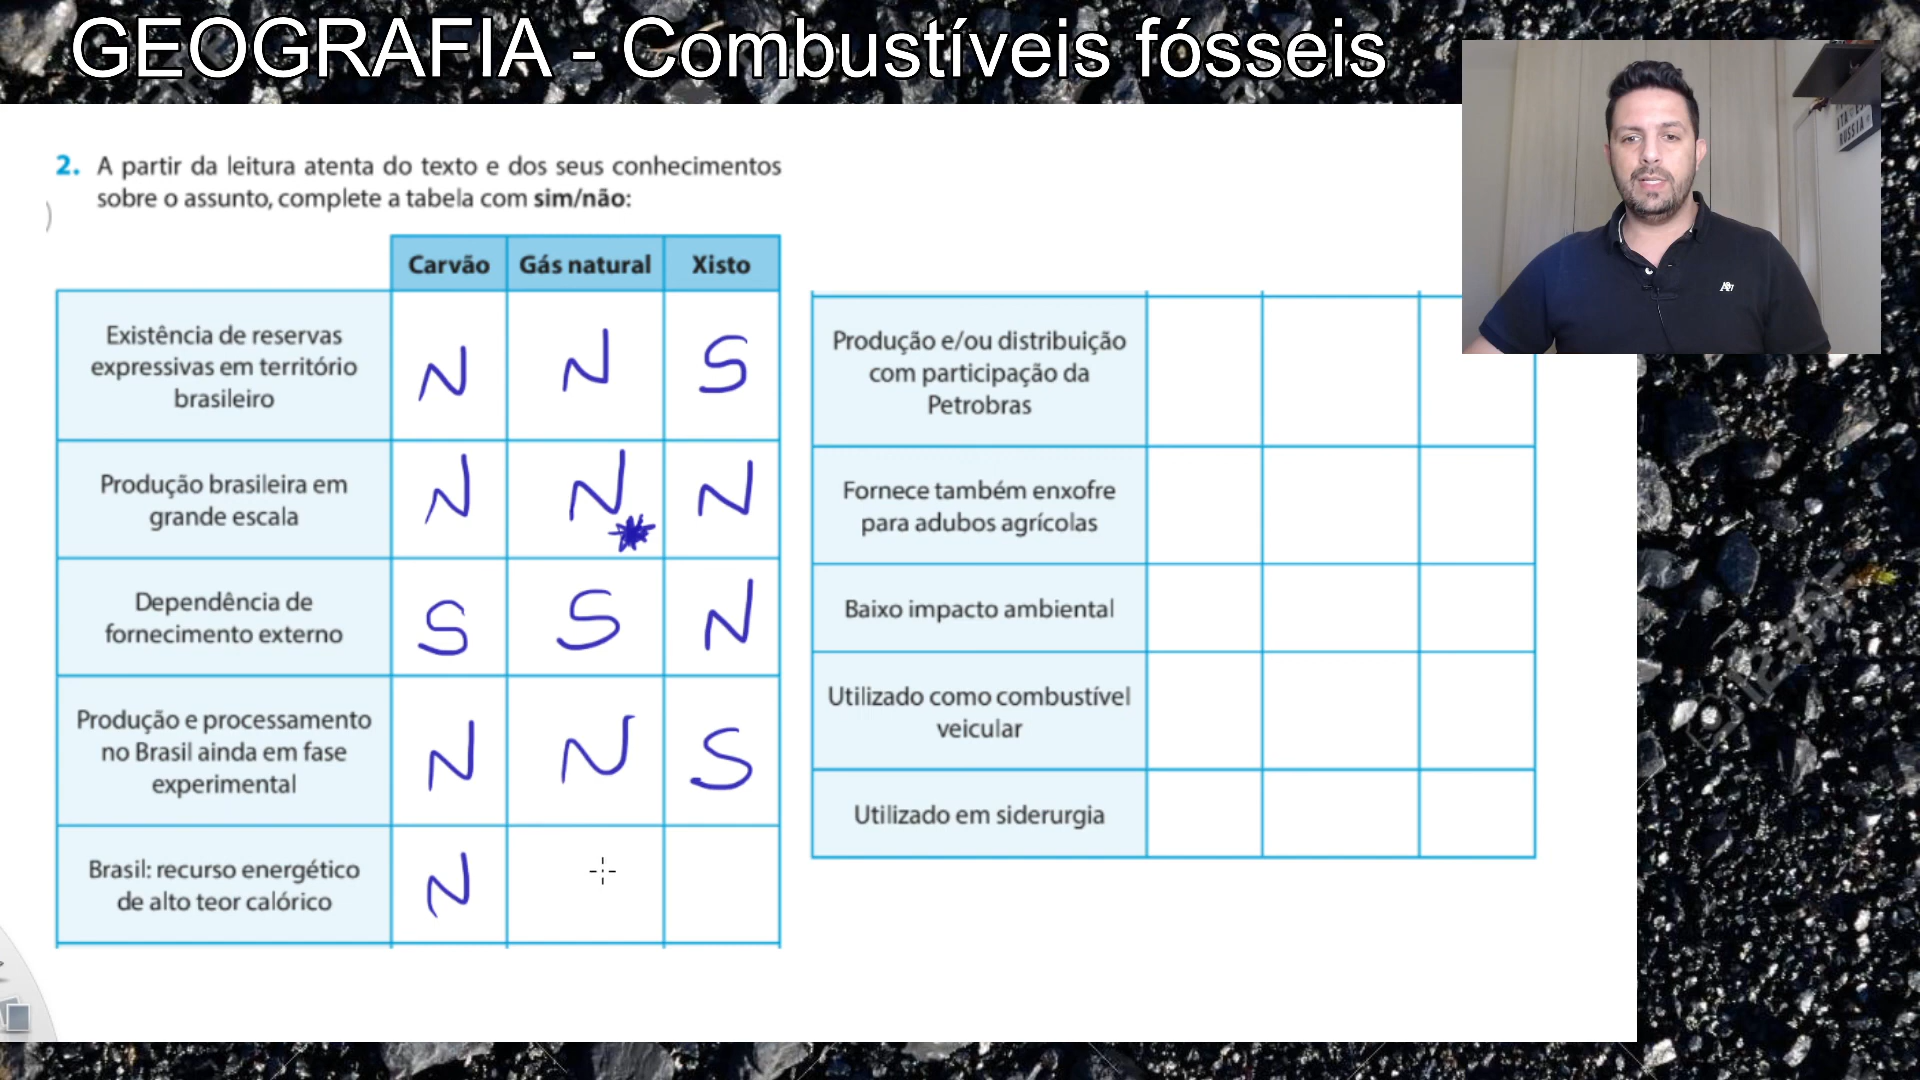 GEOGRAFIA - Combustíveis fósseis
2. A partir da leitura atenta do texto e dos seus conhecimentos
sobre o assunto, complete a tabela com sim/não:
)
Carvão Gás natural Xisto
Existência de reservas
expressivas em território
brasileiro
N N S
Produção brasileira em
grande escala
N N * N
Dependência de
fornecimento externo
S S N
Produção e processamento
no Brasil ainda em fase
experimental
N N S
Brasil: recurso energético
de alto teor calórico
N
Produção e/ou distribuição
com participação da
Petrobras
Fornece também enxofre
para adubos agrícolas
Baixo impacto ambiental
Utilizado como combustível
veicular
Utilizado em siderurgia
RUSSIA